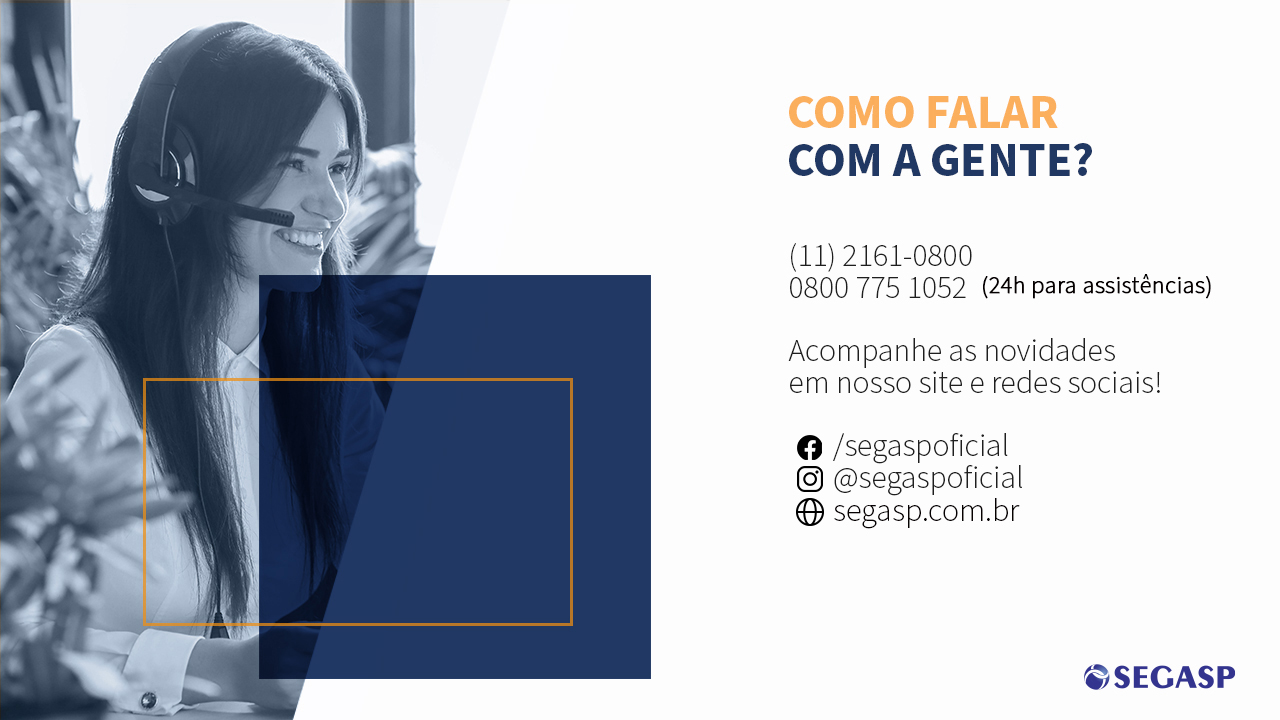 COMO FALAR
COM A GENTE?
(11) 2161-0800
0800 775 1052 (24h para assistências)
Acompanhe as novidades
em nosso site e redes sociais!
/segaspoficial
@segaspoficial
segasp.com.br
SEGASP